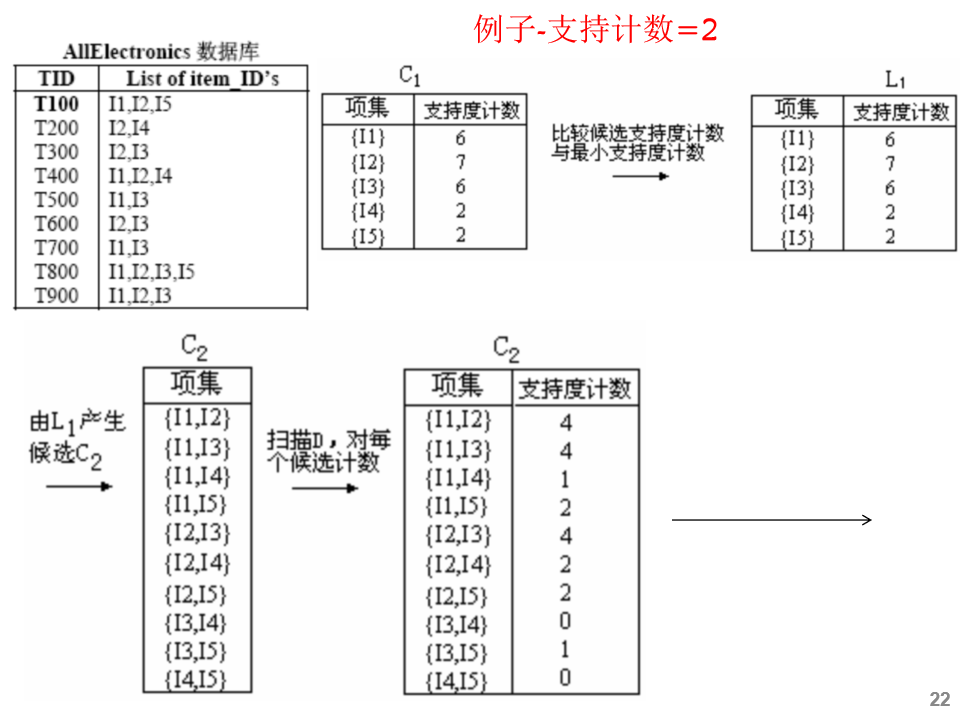 例子-支持计数=2
AllElectronics 数据库
TID List of item_ID's
T100 I1,I2,I5
T200 I2,I4
T300 I2,I3
T400 I1,I2,I4
T500 I1,I3
T600 I2,I3
T700 I1,I3
T800 I1,I2,I3,I5
T900 I1,I2,I3
C1
项集 支持度计数
{I1} 6
{I2} 7
{I3} 6
{I4} 2
{I5} 2
比较候选支持度计数
与最小支持度计数
L1
项集 支持度计数
{I1} 6
{I2} 7
{I3} 6
{I4} 2
{I5} 2
由L1产生
候选C2
C2
项集
{I1,I2}
{I1,I3}
{I1,I4}
{I1,I5}
{I2,I3}
{I2,I4}
{I2,I5}
{I3,I4}
{I3,I5}
{I4,I5}
扫描D，对每
个候选计数
C2
项集 支持度计数
{I1,I2} 4
{I1,I3} 4
{I1,I4} 1
{I1,I5} 2
{I2,I3} 4
{I2,I4} 2
{I2,I5} 2
{I3,I4} 0
{I3,I5} 1
{I4,I5} 0
22